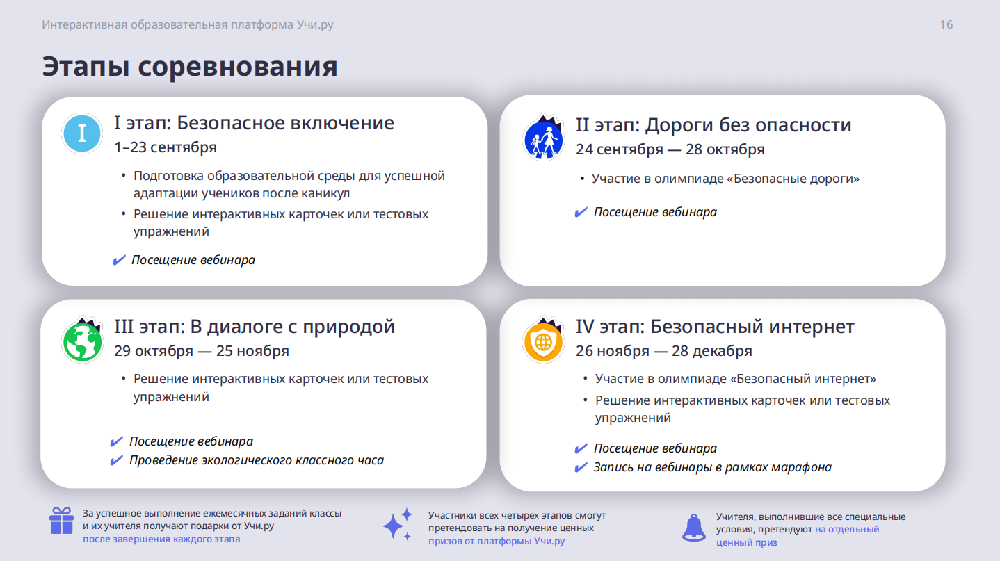 Интерактивная образовательная платформа Учи.ру
16
Этапы соревнования
I
I этап: Безопасное включение
1–23 сентября
• Подготовка образовательной среды для успешной
адаптации учеников после каникул
• Решение интерактивных карточек или тестовых
упражнений
✔ Посещение вебинара
II этап: Дороги без опасности
24 сентября — 28 октября
• Участие в олимпиаде «Безопасные дороги»
✔ Посещение вебинара
III этап: В диалоге с природой
29 октября — 25 ноября
• Решение интерактивных карточек или тестовых
упражнений
✔ Посещение вебинара
✔ Проведение экологического классного часа
IV этап: Безопасный интернет
26 ноября — 28 декабря
• Участие в олимпиаде «Безопасный интернет»
• Решение интерактивных карточек или тестовых
упражнений
✔ Посещение вебинара
✔ Запись на вебинары в рамках марафона
За успешное выполнение ежемесячных заданий классы
и их учителя получают подарки от Учи.ру
после завершения каждого этапа
Участники всех четырех этапов смогут
претендовать на получение ценных
призов от платформы Учи.ру
Учителя, выполнившие все специальные
условия, претендуют на отдельный
ценный приз